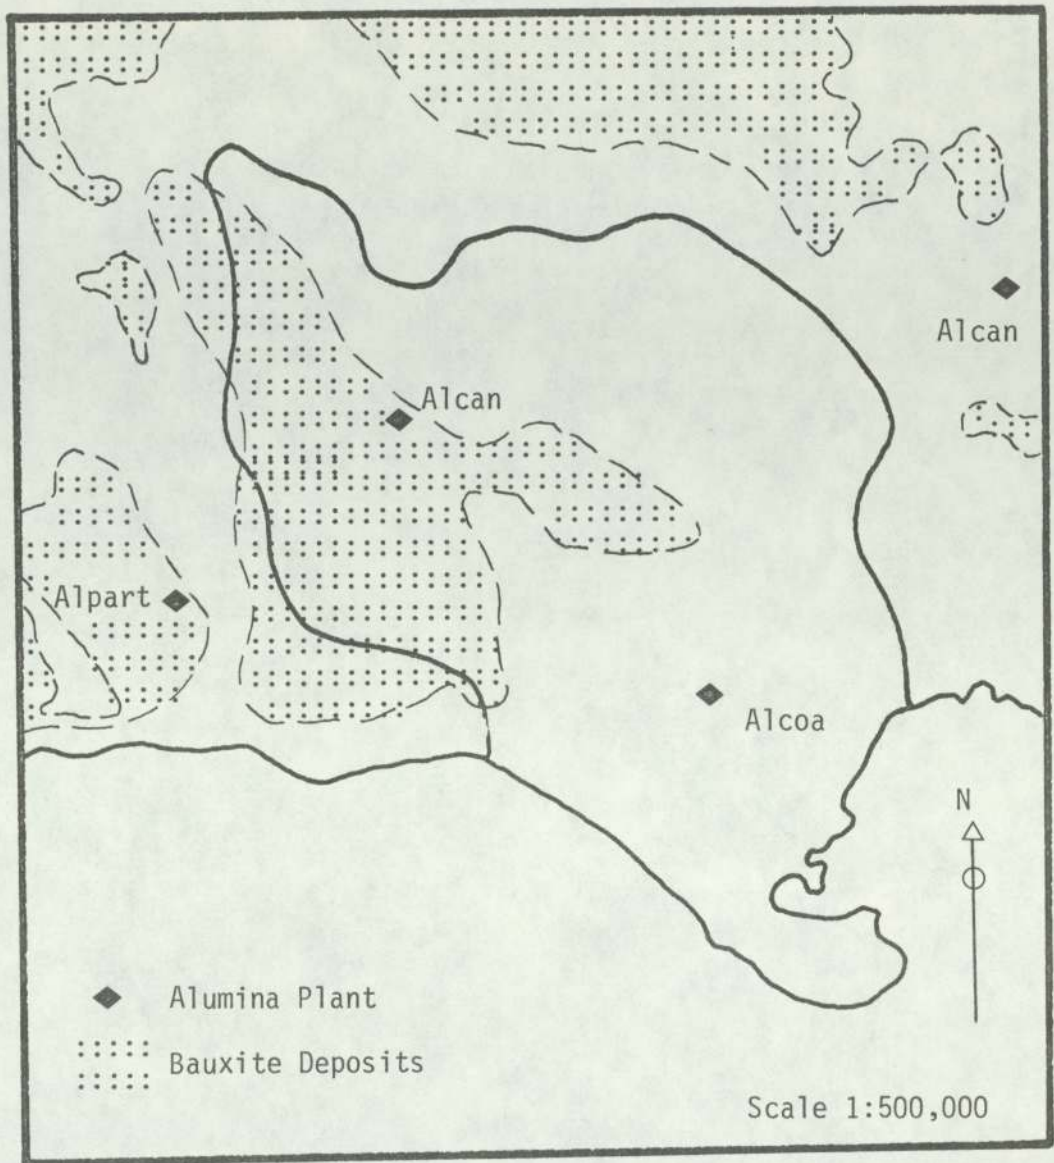 Alcan
Alcan
Alpart
Alcoa
N
Alumina Plant
Bauxite Deposits
Scale 1:500,000